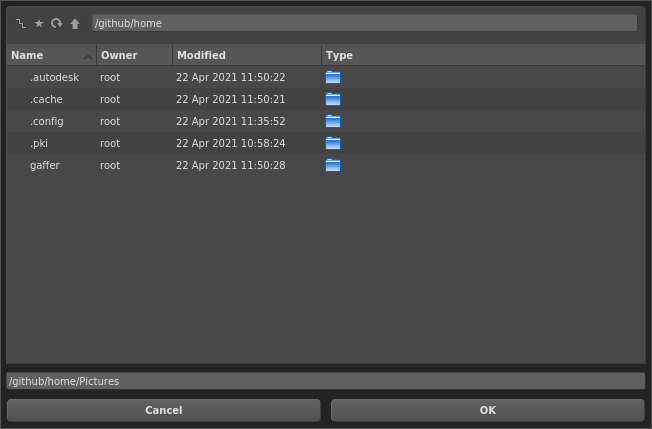 /github/home
Name Owner Modified Type
.autodesk root 22 Apr 2021 11:50:22
.cache root 22 Apr 2021 11:50:21
.config root 22 Apr 2021 11:35:52
.pki root 22 Apr 2021 10:58:24
gaffer root 22 Apr 2021 11:50:28
/github/home/Pictures
Cancel OK